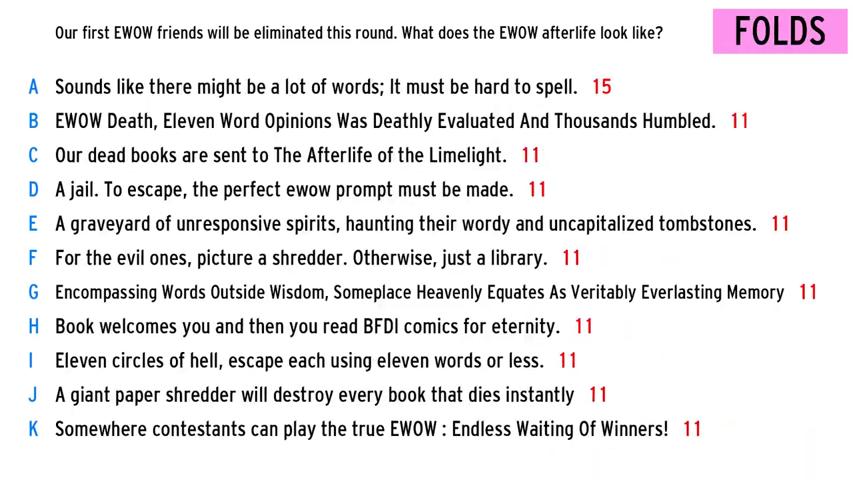 Our first EWOW friends will be eliminated this round. What does the EWOW afterlife look like?
FOLDS
A Sounds like there might be a lot of words; It must be hard to spell. 15
B EWOW Death, Eleven Word Opinions Was Deathly Evaluated And Thousands Humbled. 11
C Our dead books are sent to The Afterlife of the Limelight. 11
D A jail. To escape, the perfect ewow prompt must be made. 11
E A graveyard of unresponsive spirits, haunting their wordy and uncapitalized tombstones. 11
F For the evil ones, picture a shredder. Otherwise, just a library. 11
G Encompassing Words Outside Wisdom, Someplace Heavenly Equates As Veritably Everlasting Memory 11
H Book welcomes you and then you read BFDI comics for eternity. 11
I Eleven circles of hell, escape each using eleven words or less. 11
J A giant paper shredder will destroy every book that dies instantly 11
K Somewhere contestants can play the true EWOW : Endless Waiting Of Winners! 11